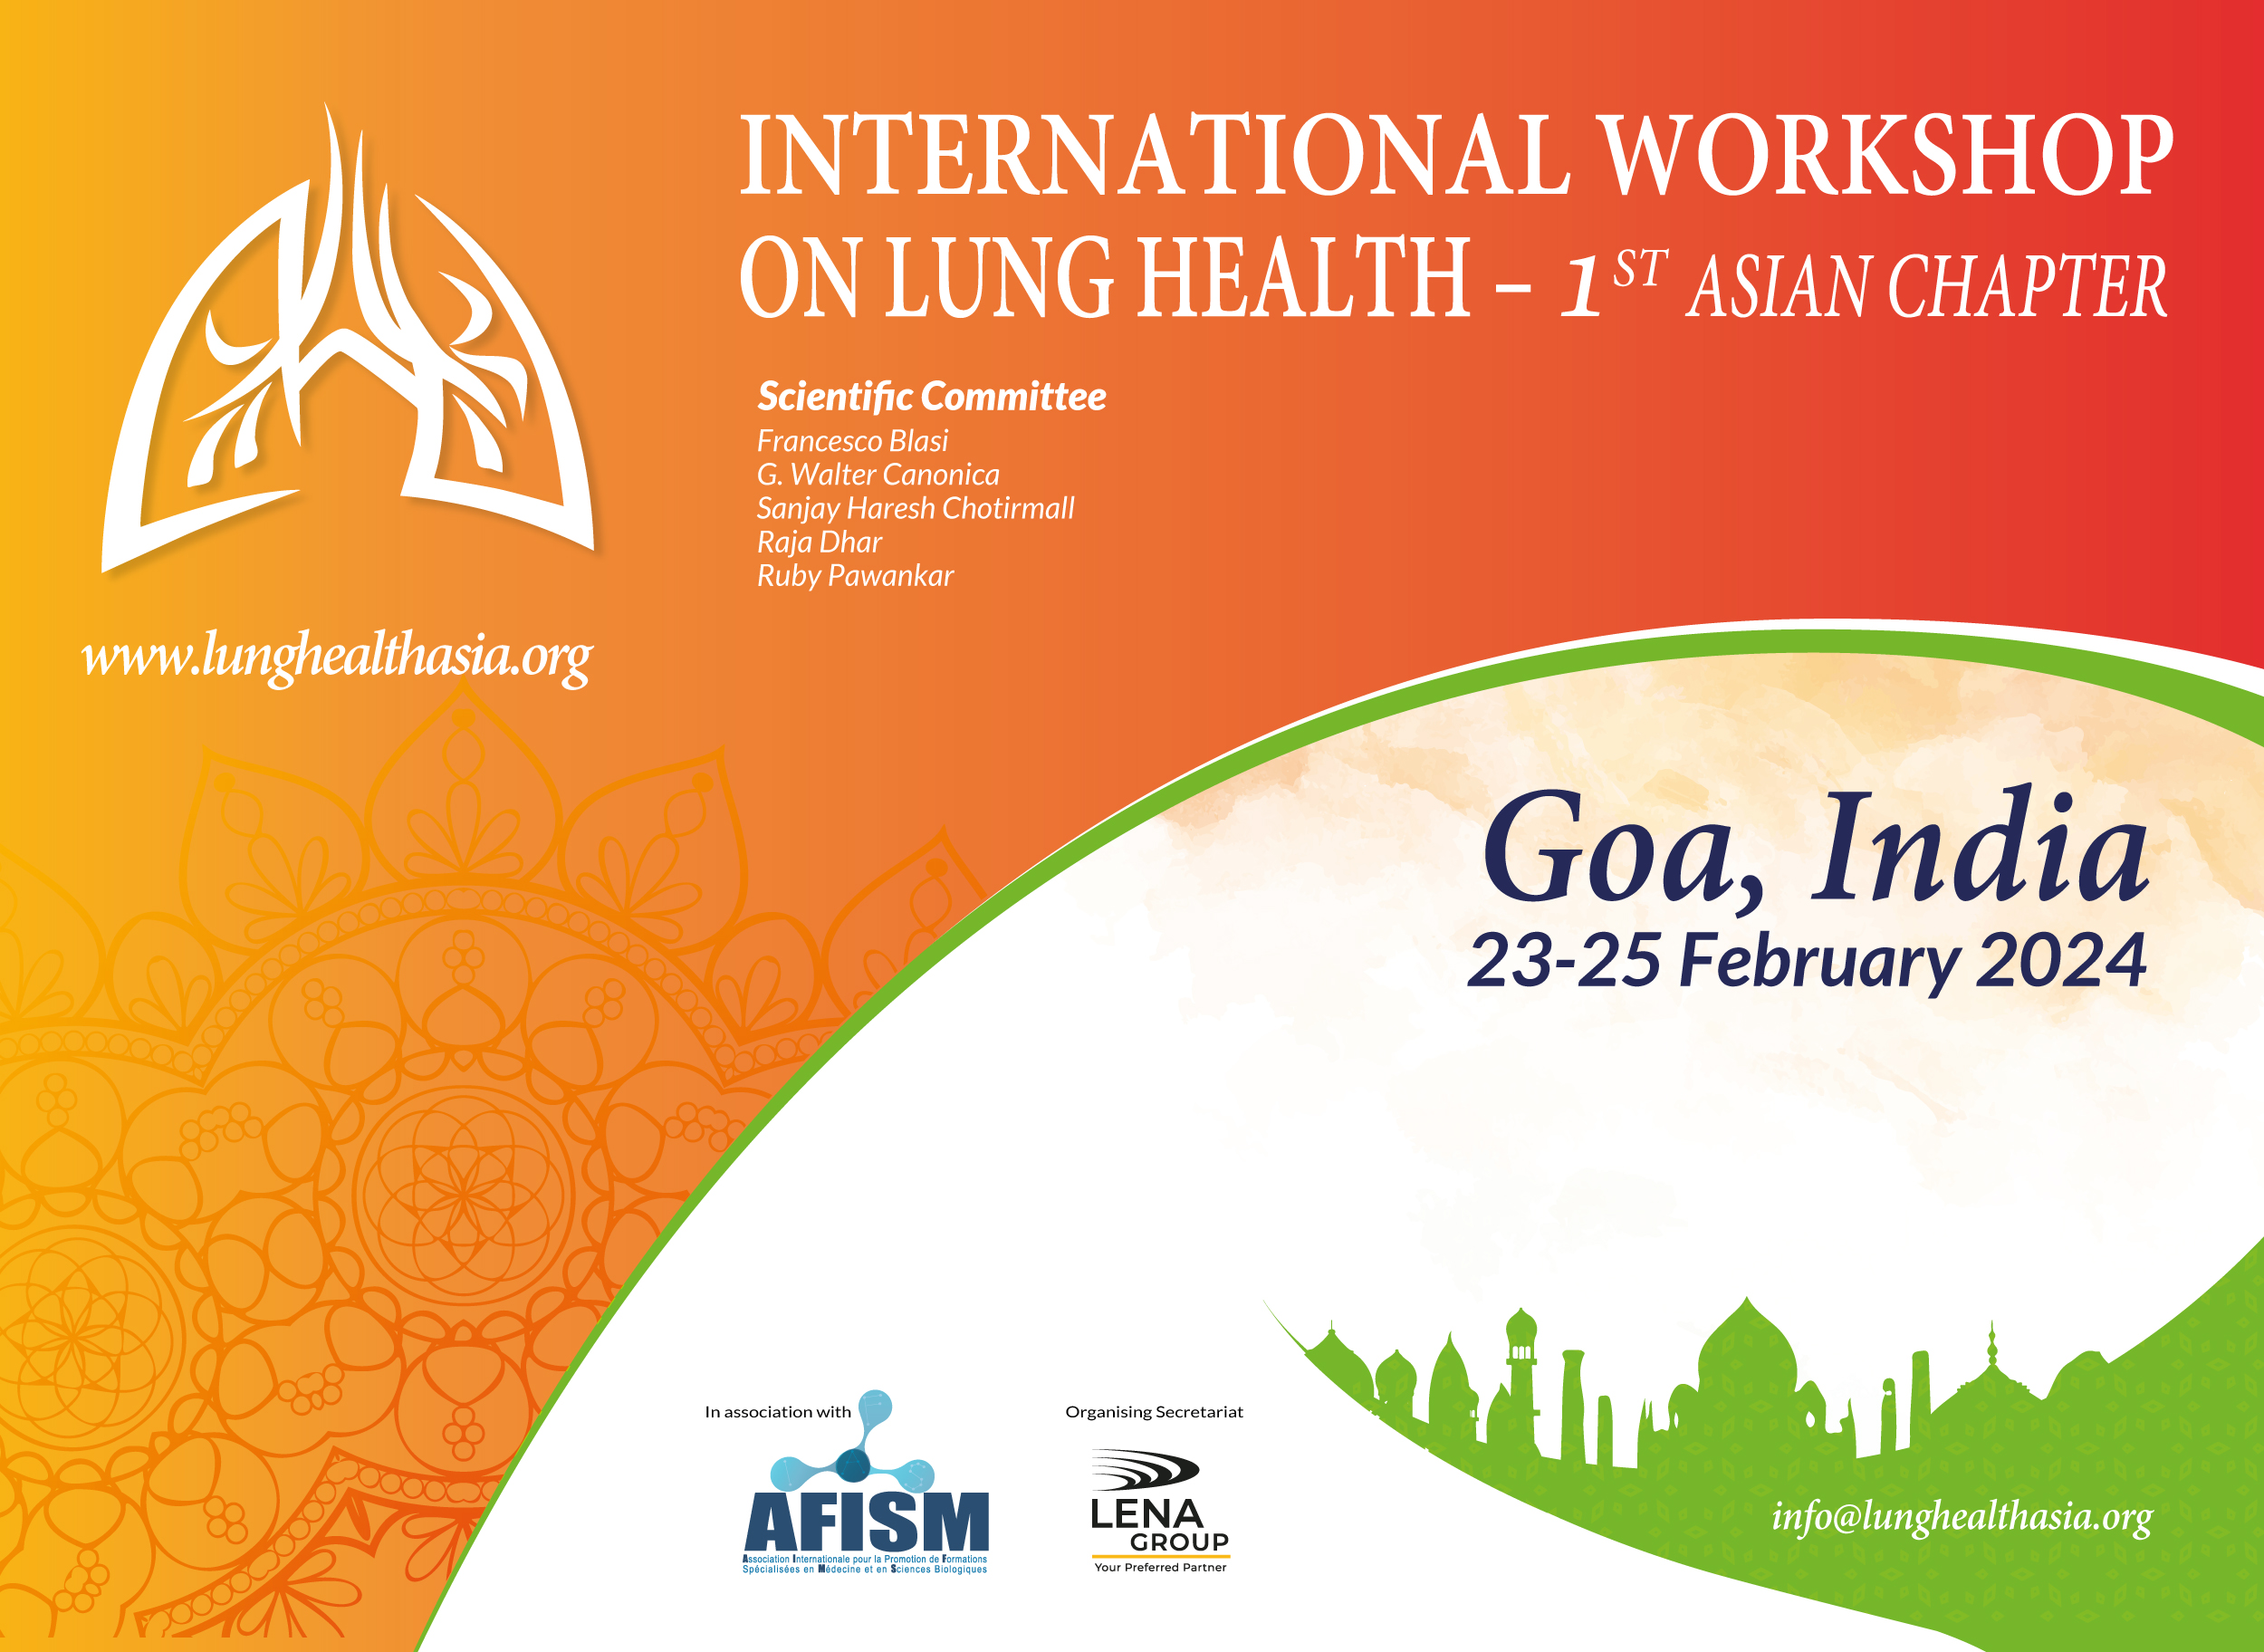 INTERNATIONAL WORKSHOP
ON LUNG HEALTH – 1ST ASIAN CHAPTER
Scientific Committee
Francesco Blasi
G. Walter Canonica
Sanjay Haresh Chotirmall
Raja Dhar
Ruby Pawankar
www.lunghealthasia.org
Goa, India
23-25 February 2024
In association with
AFISM
Association Internationale pour la Promotion de Formations
Spécialisées en Médecine et en Sciences Biologiques
Organising Secretariat
LENA
GROUP
Your Preferred Partner
info@lunghealthasia.org